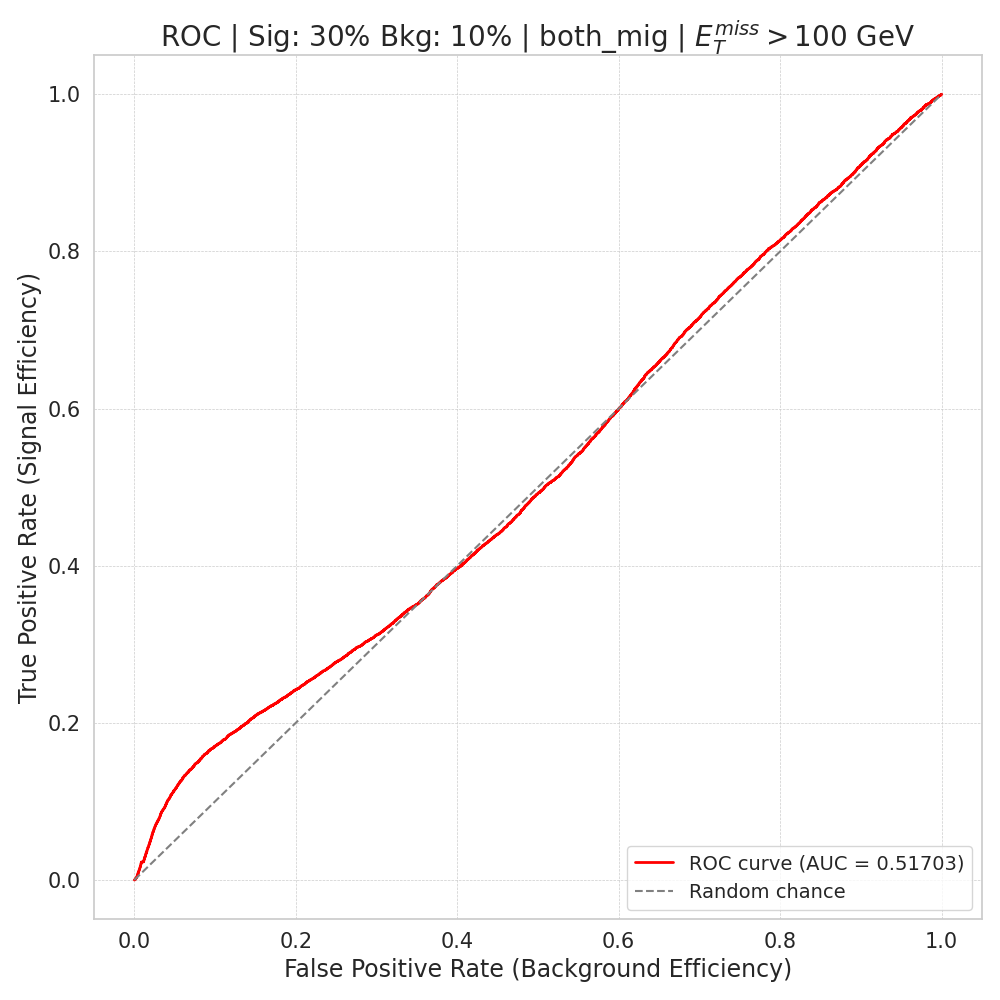 ROC | Sig: 30% Bkg: 10% | both_mig | $E_T^{miss} > 100$ GeV
True Positive Rate (Signal Efficiency)
1.0
0.8
0.6
0.4
0.2
0.0
ROC curve (AUC = 0.51703)
Random chance
0.0 0.2 0.4 0.6 0.8 1.0
False Positive Rate (Background Efficiency)